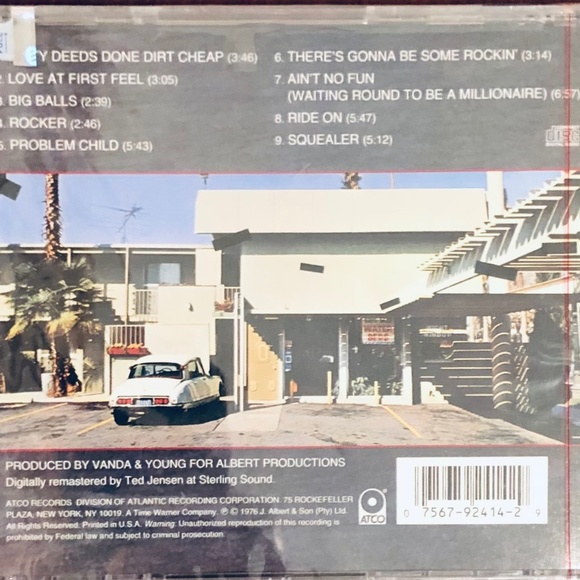 Y DEEDS DONE DIRT CHEAP (3:46)
LOVE AT FIRST FEEL (3:05)
BIG BALLS (2:39)
ROCKER (2:46)
PROBLEM CHILD (5:43)
6. THERE'S GONNA BE SOME ROCKIN' (3:14)
7. AIN'T NO FUN
(WAITING ROUND TO BE A MILLIONAIRE) (6:57)
8. RIDE ON (5:47)
9. SQUEALER (5:12)
DISC
PRODUCED BY VANDA & YOUNG FOR ALBERT PRODUCTIONS
Digitally remastered by Ted Jensen at Sterling Sound.
ATCO RECORDS DIVISION OF ATLANTIC RECORDING CORPORATION 75 ROCKEFELLER
PLAZA, NEW YORK, NY 10019. A Time Warner Company. ℗ © 1976 J. Albert & Son (Pty) Ltd.
All Rights Reserved. Printed in U.S.A. Warning: Unauthorized reproduction of this recording is
prohibited by Federal law and subject to criminal prosecution.
ATCO
0 7567-92414-2 9